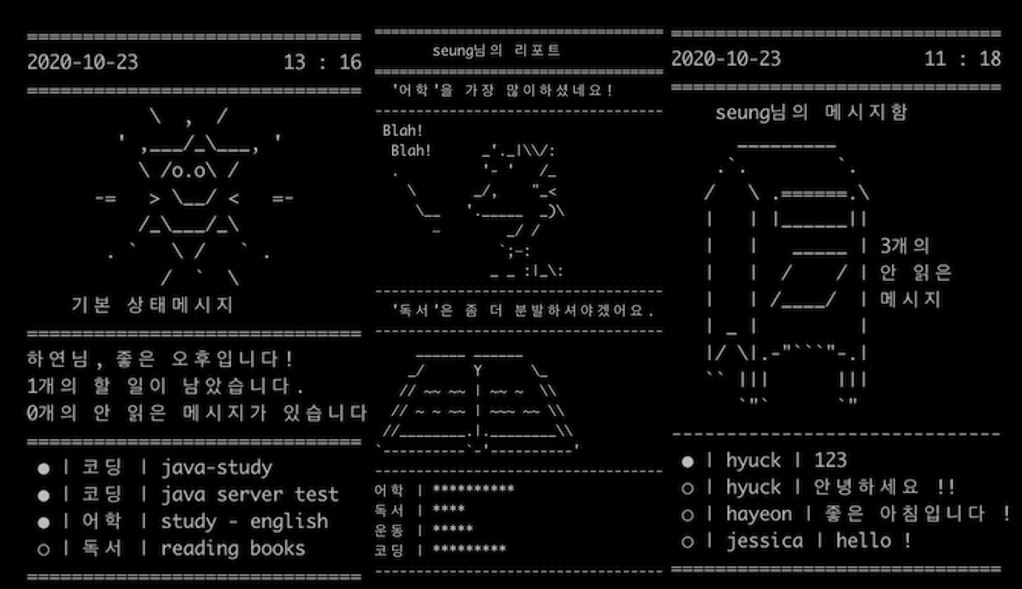 2020-10-23 13 : 16
기본 상태메시지
하연님, 좋은 오후입니다!
1개의 할 일이 남았습니다.
0개의 안 읽은 메시지가 있습니다
● | 코딩 | java-study
● | 코딩 | java server test
● | 어학 | study - english
○ | 독서 | reading books
seung님의 리포트
'어학'을 가장 많이하셨네요!
Blah!
Blah!
'독서'은 좀 더 분발하셔야겠어요.
어학 | **********
독서 | ****
운동 | *****
코딩 | *********
2020-10-23 11 : 18
seung님의 메시지함
3개의
안 읽은
메시지
● | hyuck | 123
○ | hyuck | 안녕하세요 !!
○ | hayeon | 좋은 아침입니다 !
○ | jessica | hello !